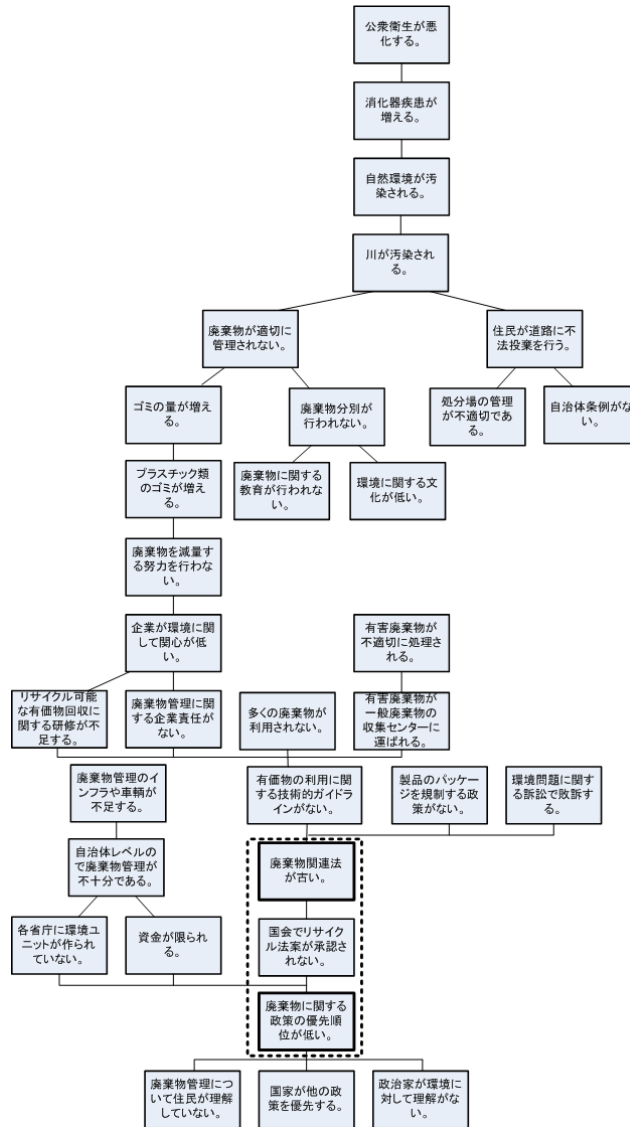 公衆衛生が悪
化する。
消化器疾患が
増える。
自然環境が汚
染される。
川が汚染され
る。
廃棄物が適切に
管理されない。
住民が道路に不
法投棄を行う。
ゴミの量が増え
る。
廃棄物分別が
行われない。
処分場の管理
が不適切であ
る。
自治体条例がな
い。
プラスチック類
のゴミが増え
る。
廃棄物に関する
教育が行われな
い。
環境に関する文
化が低い。
廃棄物を減量す
る努力を行わ
ない。
企業が環境に関
して関心が低
い。
有害廃棄物が
不適切に処理さ
れる。
リサイクル可能
な有価物回収に
関する研修が不
足する。
廃棄物管理に関
する企業責任が
ない。
多くの廃棄物が
利用されない。
有害廃棄物が
一般廃棄物の
収集センターに
運ばれる。
廃棄物管理のイ
ンフラや車輌が
不足する。
有価物の利用に関
する技術的ガイドラ
インがない。
製品のパッケー
ジを規制する政
策がない。
環境問題に関す
る訴訟で敗訴す
る。
自治体レベルの
で廃棄物管理が
不十分である。
廃棄物関連法
が古い。
各省庁に環境ユ
ニットが作られ
ていない。
資金が限られ
る。
国会でリサイク
ル法案が承認さ
れない。
廃棄物に関する
政策の優先順
位が低い。
廃棄物管理につ
いて住民が理解
していない。
国家が他の政
策を優先する。
政治家が環境に
対して理解がな
い。